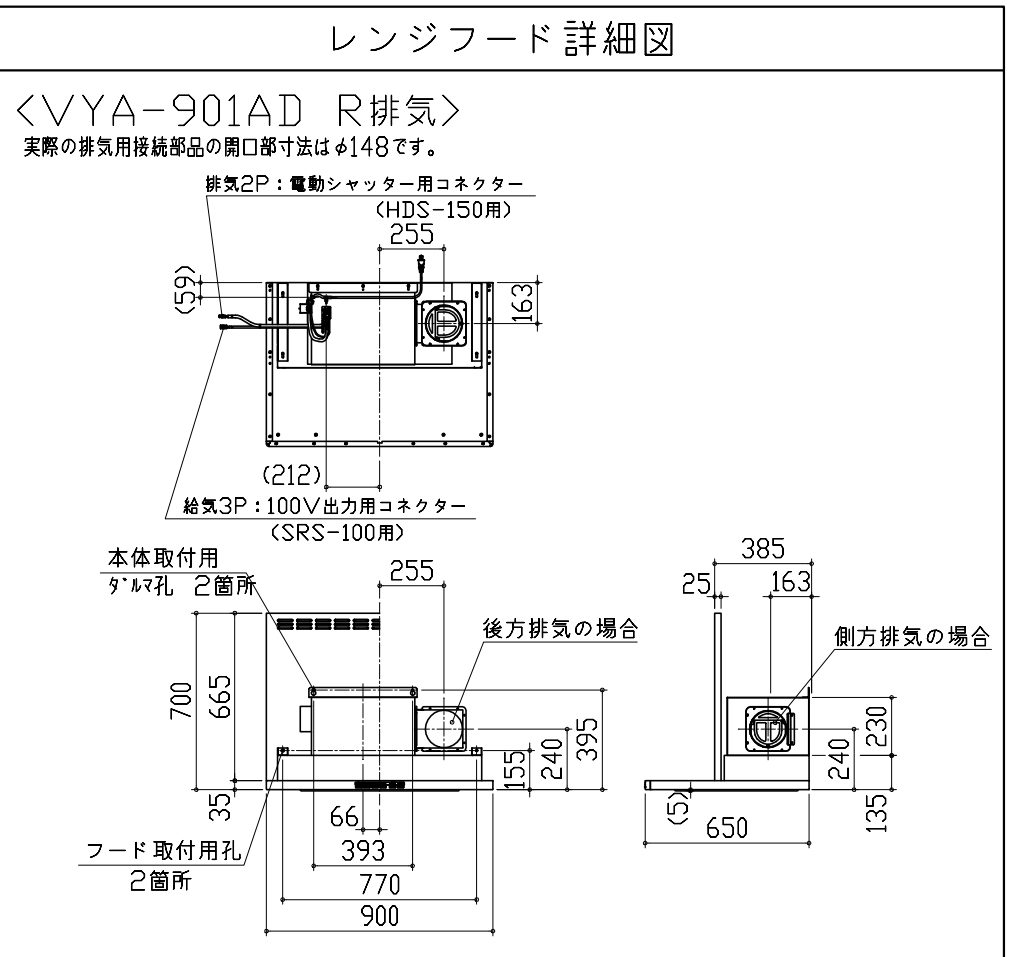 レンジフード詳細図
<VYA-901AD R排気>
実際の排気用接続部品の開口部寸法はφ148です。
排気2P：電動シャッター用コネクター
(HDS-150用)
255
(59)
163
(212)
給気3P：100V出力用コネクター
(SRS-100用)
本体取付用
ダルマ孔 2箇所
255
後方排気の場合
700
665
35
395
240
155
66
393
770
900
フード取付用孔
2箇所
385
25
163
側方排気の場合
230
240
135
(5)
650